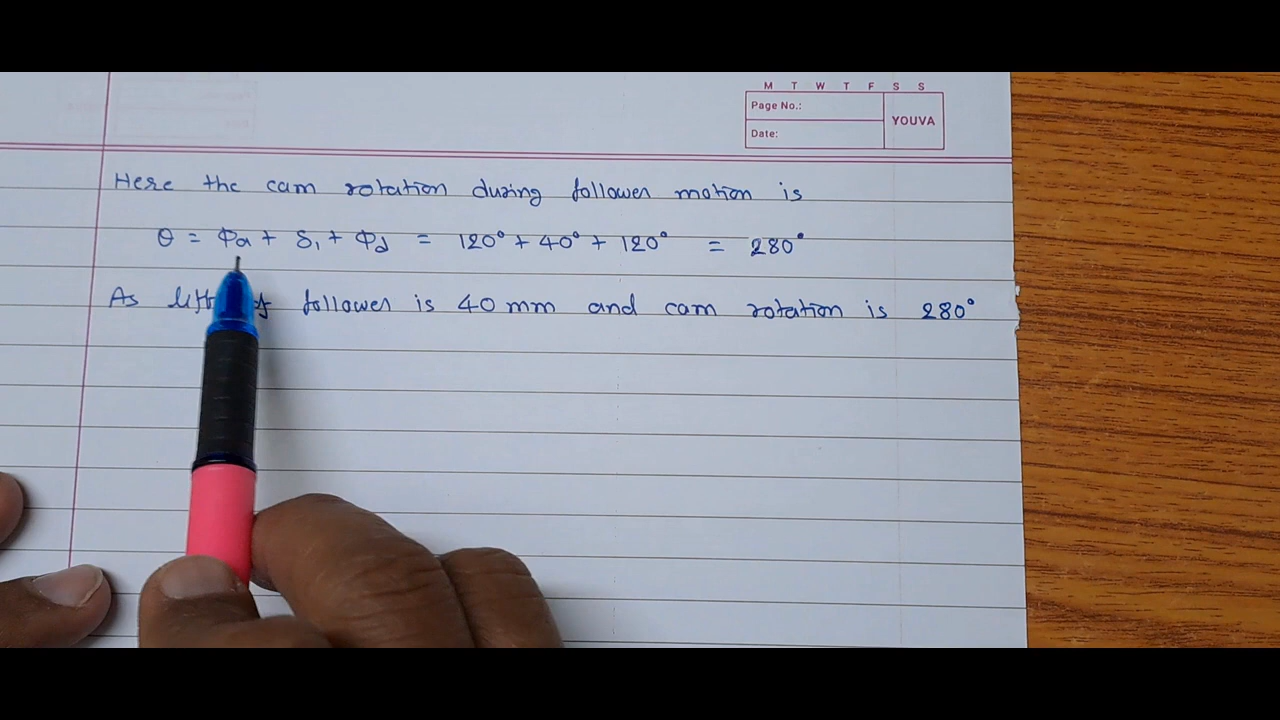 M T W T F S S
Page No.:
YOUVA
Date:
Here the cam rotation during follower motion is
θ = Φa + δ₁ + Φd = 120° + 40° + 120° = 280°
As lift of follower is 40 mm and cam rotation is 280°